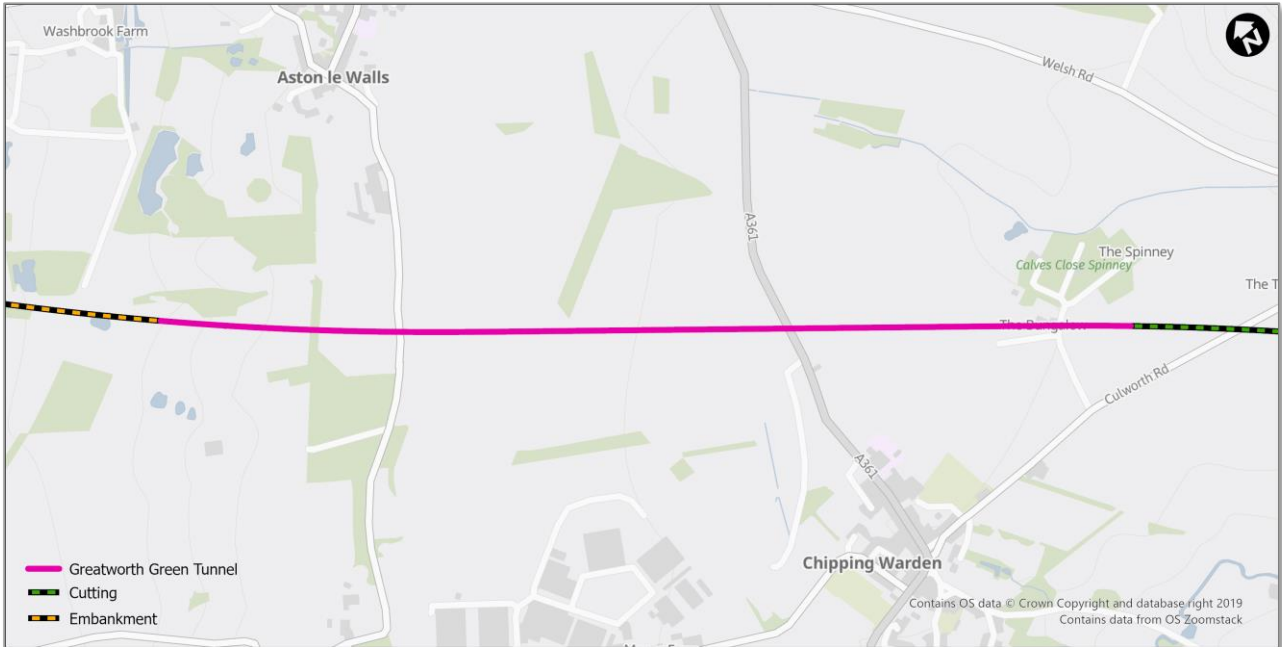 Washbrook Farm
Aston le Walls
N
Welsh Rd
A361
The Spinney
Calves Close Spinney
The T
The Bungalow
Culworth Rd
A361
Chipping Warden
Greatworth Green Tunnel
Cutting
Embankment
Contains OS data © Crown Copyright and database right 2019
Contains data from OS Zoomstack